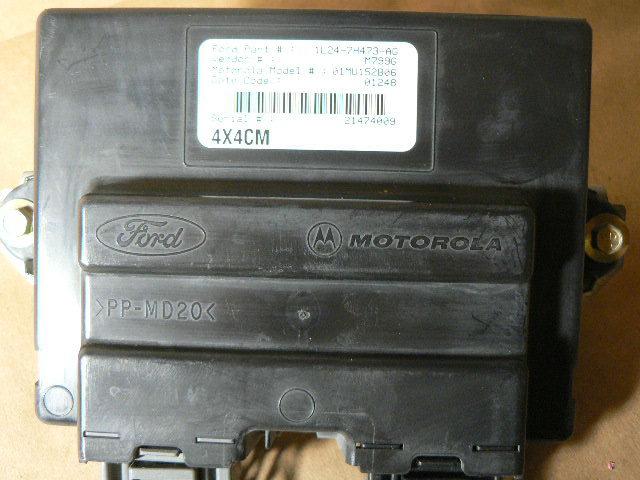 Ford Part # : 1L24-7H473-AG
Vendor # : M799G
Motorola Model # : 01MU152B06
Date Code : 01248
Serial # : 21474009
4X4CM
Ford MOTOROLA
>PP-MD20<